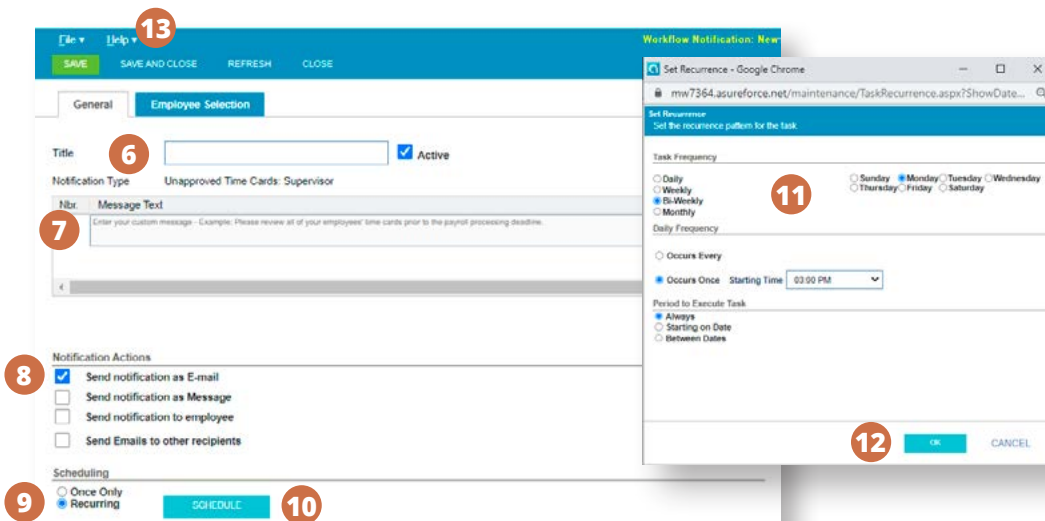 File ▾ Help ▾ 13
Workflow Notification: New
SAVE SAVE AND CLOSE REFRESH CLOSE
General Employee Selection
Title 6 Active
Notification Type Unapproved Time Cards: Supervisor
Nbr. Message Text
7 Enter your custom message - Example: Please review all of your employees' time cards prior to the payroll processing deadline.
Notification Actions
8 Send notification as E-mail
Send notification as Message
Send notification to employee
Send Emails to other recipients
Scheduling
9 Once Only
Recurring SCHEDULE 10
Set Recurrence - Google Chrome
mw7364.asureforce.net/maintenance/TaskRecurrence.aspx?ShowDate...
Set Recurrence
Set the recurrence pattern for the task
Task Frequency
Daily Sunday Monday Tuesday Wednesday
Weekly 11 Thursday Friday Saturday
Bi-Weekly
Monthly
Daily Frequency
Occurs Every
Occurs Once Starting Time 03:00 PM
Period to Execute Task
Always
Starting on Date
Between Dates
12 OK CANCEL